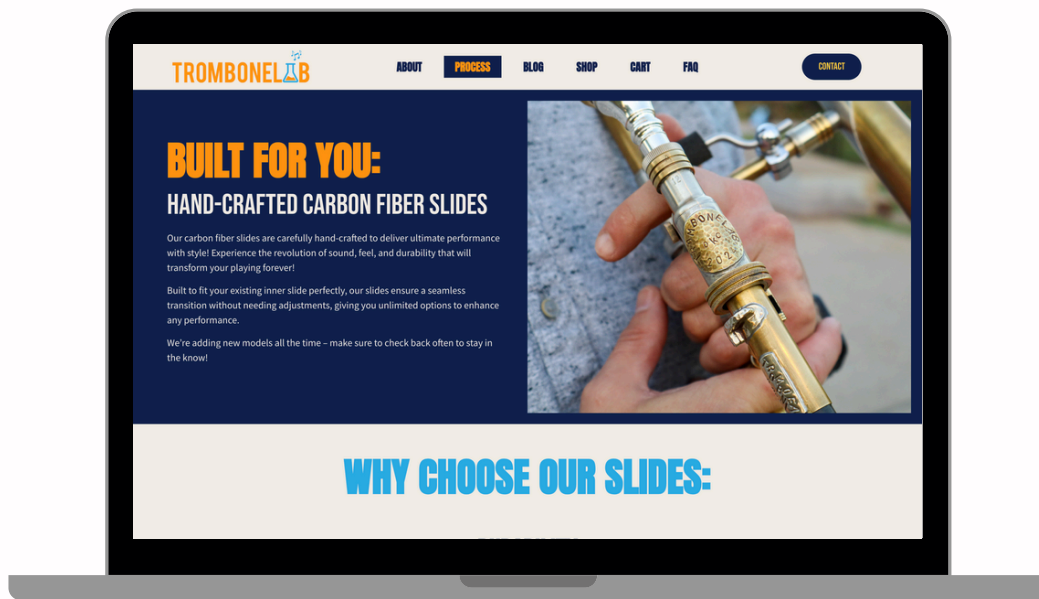 TROMBONELAB
ABOUT
PROCESS
BLOG
SHOP
CART
FAQ
CONTACT
BUILT FOR YOU:
HAND-CRAFTED CARBON FIBER SLIDES
Our carbon fiber slides are carefully hand-crafted to deliver ultimate performance
with style! Experience the revolution of sound, feel, and durability that will
transform your playing forever!
Built to fit your existing inner slide perfectly, our slides ensure a seamless
transition without needing adjustments, giving you unlimited options to enhance
any performance.
We're adding new models all the time – make sure to check back often to stay in
the know!
2024
WHY CHOOSE OUR SLIDES: